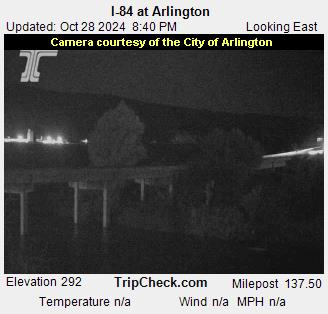 I-84 at Arlington
Updated: Oct 28 2024 8:40 PM Looking East
Camera courtesy of the City of Arlington
Elevation 292 TripCheck.com Milepost 137.50
Temperature n/a Wind n/a MPH n/a